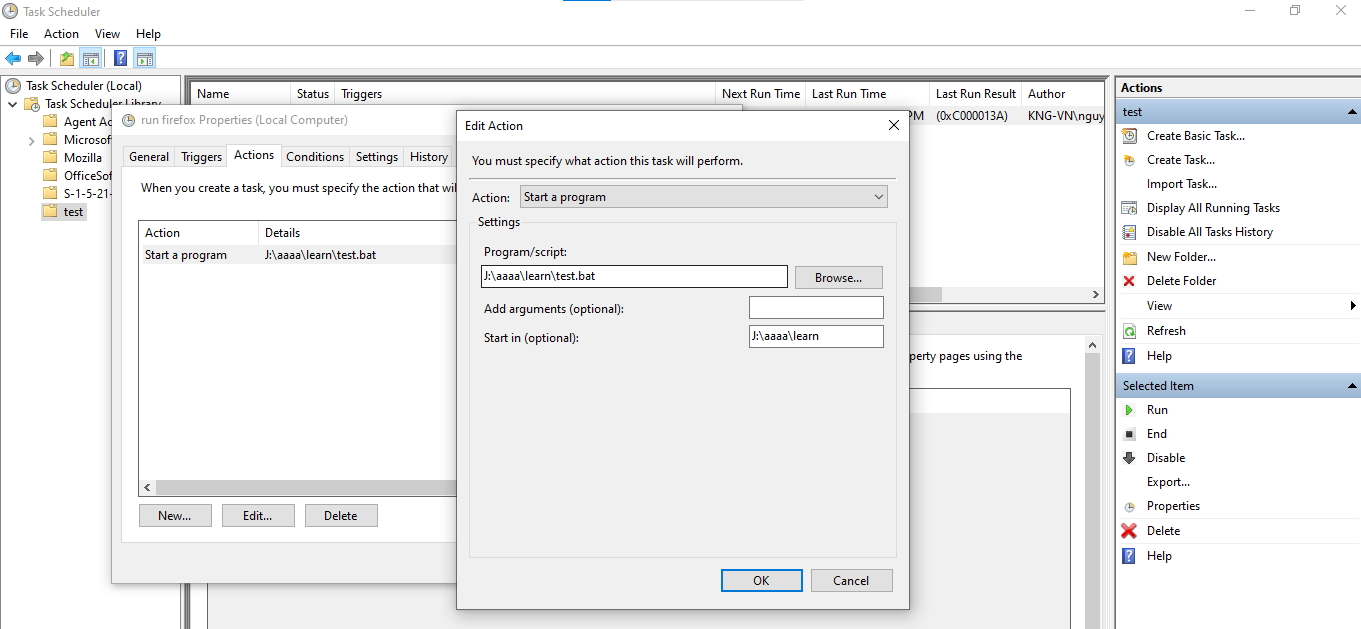 Task Scheduler
File Action View Help
Task Scheduler (Local)
Task Scheduler Library
Agent Ac
Microsof
Mozilla
OfficeSof
S-1-5-21-
test
Name Status Triggers Next Run Time Last Run Time Last Run Result Author
PM (0xC000013A) KNG-VN\nguy
run firefox Properties (Local Computer)
General Triggers Actions Conditions Settings History
When you create a task, you must specify the action that wil
Action Details
Start a program J:\aaaa\learn\test.bat
New... Edit... Delete
Edit Action
You must specify what action this task will perform.
Action: Start a program
Settings
Program/script:
J:\aaaa\learn\test.bat Browse...
Add arguments (optional):
Start in (optional): J:\aaaa\learn
OK Cancel
perty pages using the
Actions
test
Create Basic Task...
Create Task...
Import Task...
Display All Running Tasks
Disable All Tasks History
New Folder...
Delete Folder
View
Refresh
Help
Selected Item
Run
End
Disable
Export...
Properties
Delete
Help